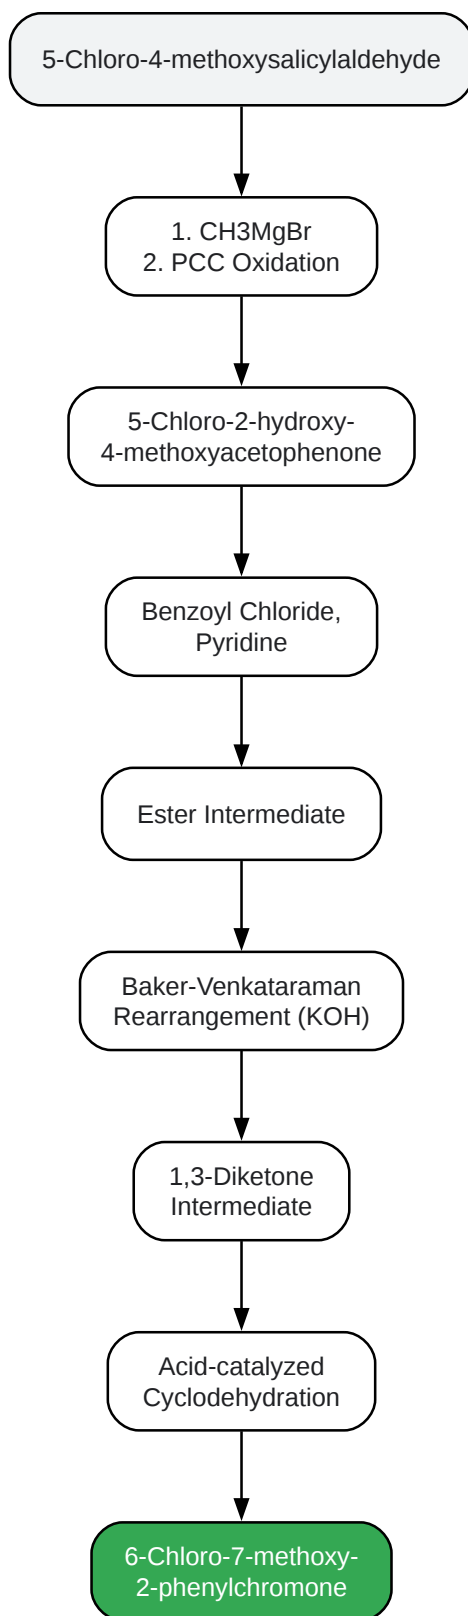 5-Chloro-4-methoxysalicylaldehyde
1. CH3MgBr
2. PCC Oxidation
5-Chloro-2-hydroxy-
4-methoxyacetophenone
Benzoyl Chloride,
Pyridine
Ester Intermediate
Baker-Venkataraman
Rearrangement (KOH)
1,3-Diketone
Intermediate
Acid-catalyzed
Cyclodehydration
6-Chloro-7-methoxy-
2-phenylchromone